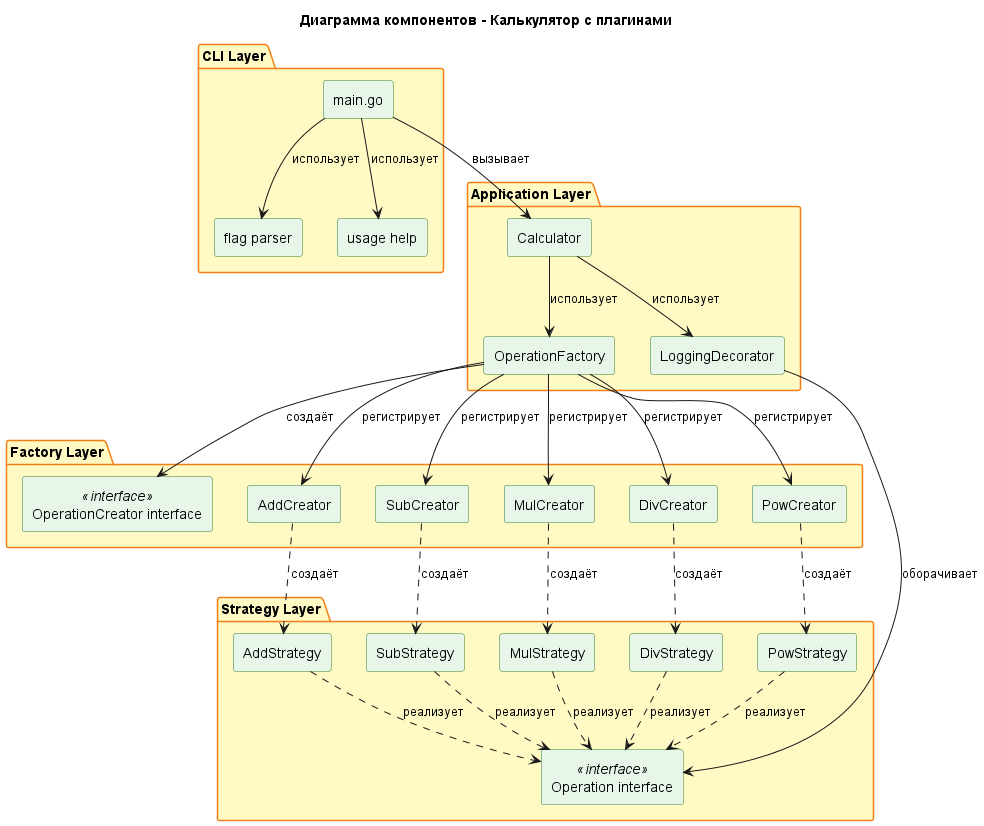 Диаграмма компонентов - Калькулятор с плагинами
CLI Layer
main.go
использует
использует
вызывает
flag parser
usage help
Application Layer
Calculator
использует
использует
OperationFactory
LoggingDecorator
создаёт
регистрирует
регистрирует
регистрирует
регистрирует
регистрирует
Factory Layer
«interface»
OperationCreator interface
AddCreator
SubCreator
MulCreator
DivCreator
PowCreator
создаёт
создаёт
создаёт
создаёт
создаёт
оборачивает
Strategy Layer
AddStrategy
SubStrategy
MulStrategy
DivStrategy
PowStrategy
реализует
реализует
реализует
реализует
реализует
«interface»
Operation interface